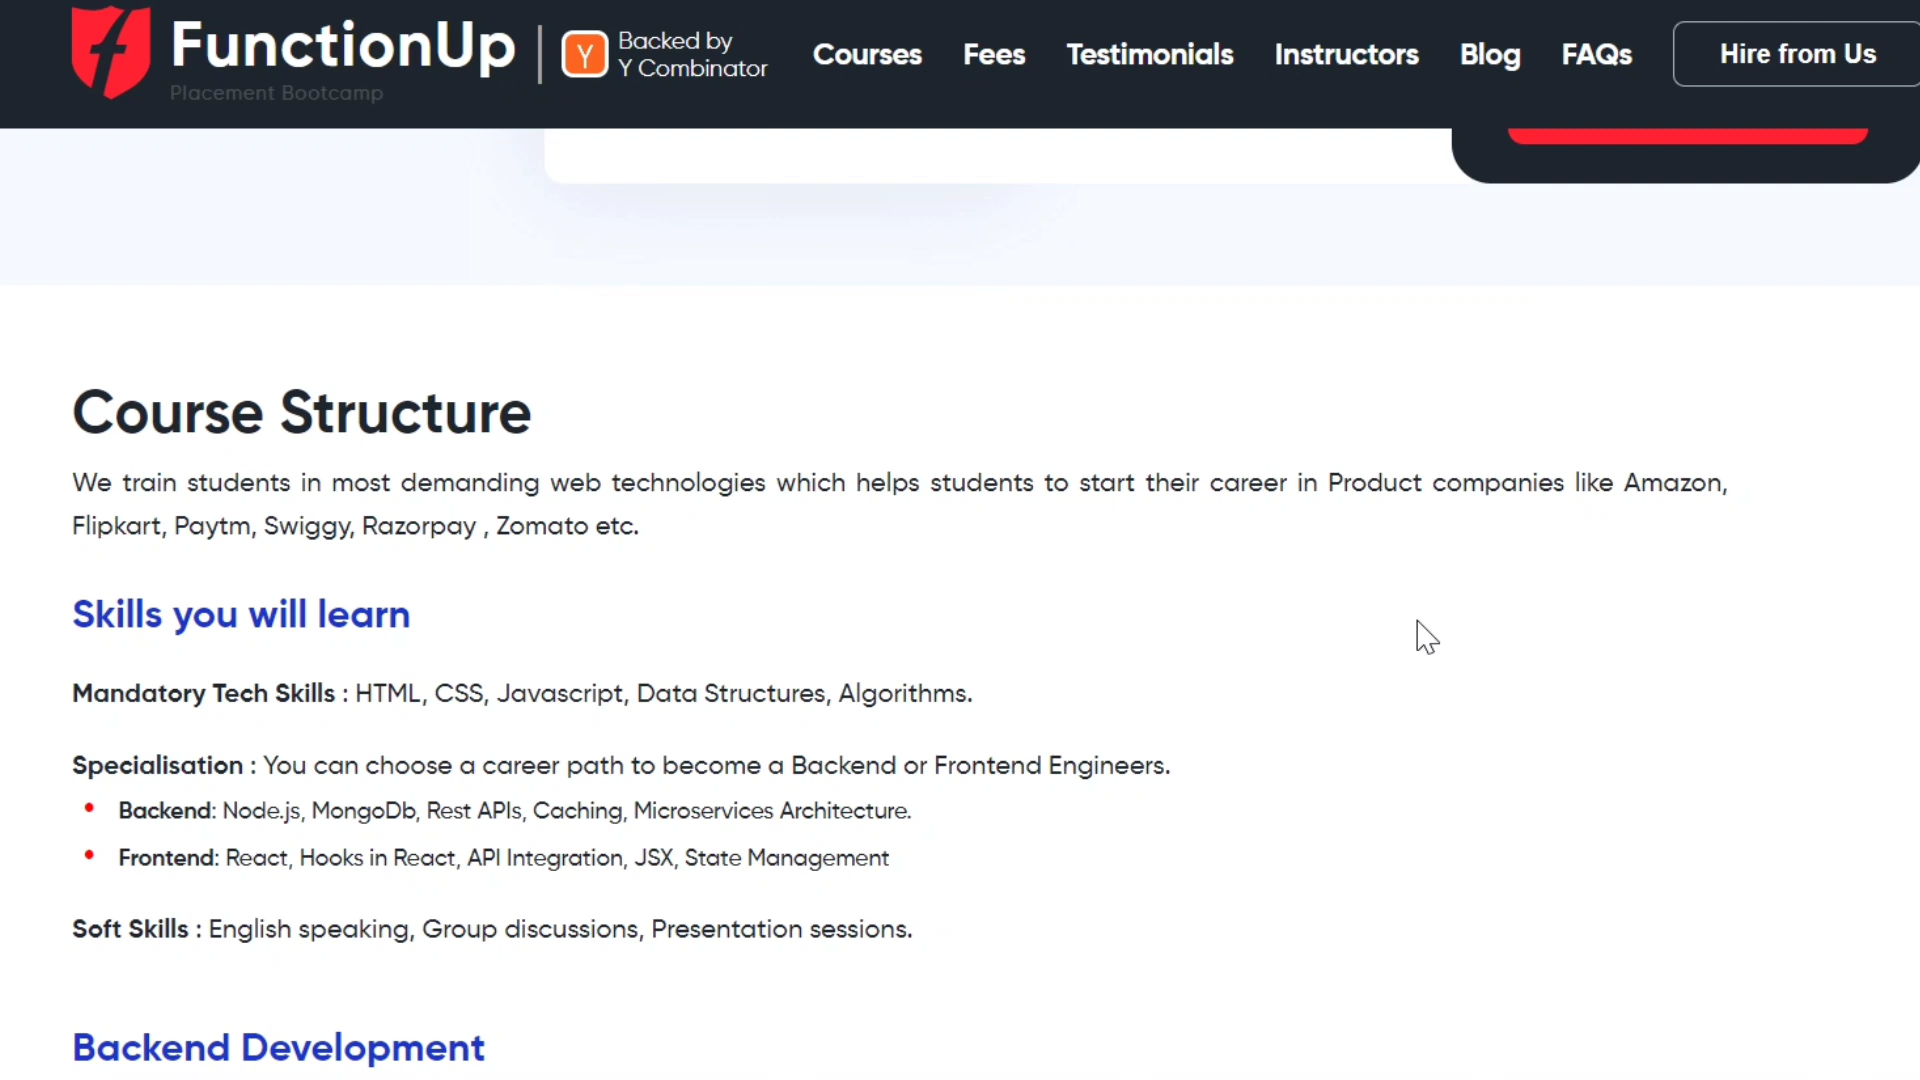 FunctionUp
Placement Bootcamp
Y
Backed by
Y Combinator
Courses
Fees
Testimonials
Instructors
Blog
FAQs
Hire from Us
Course Structure
We train students in most demanding web technologies which helps students to start their career in Product companies like Amazon,
Flipkart, Paytm, Swiggy, Razorpay , Zomato etc.
Skills you will learn
Mandatory Tech Skills : HTML, CSS, Javascript, Data Structures, Algorithms.
Specialisation : You can choose a career path to become a Backend or Frontend Engineers.
Backend: Node.js, MongoDb, Rest APIs, Caching, Microservices Architecture.
Frontend: React, Hooks in React, API Integration, JSX, State Management
Soft Skills : English speaking, Group discussions, Presentation sessions.
Backend Development